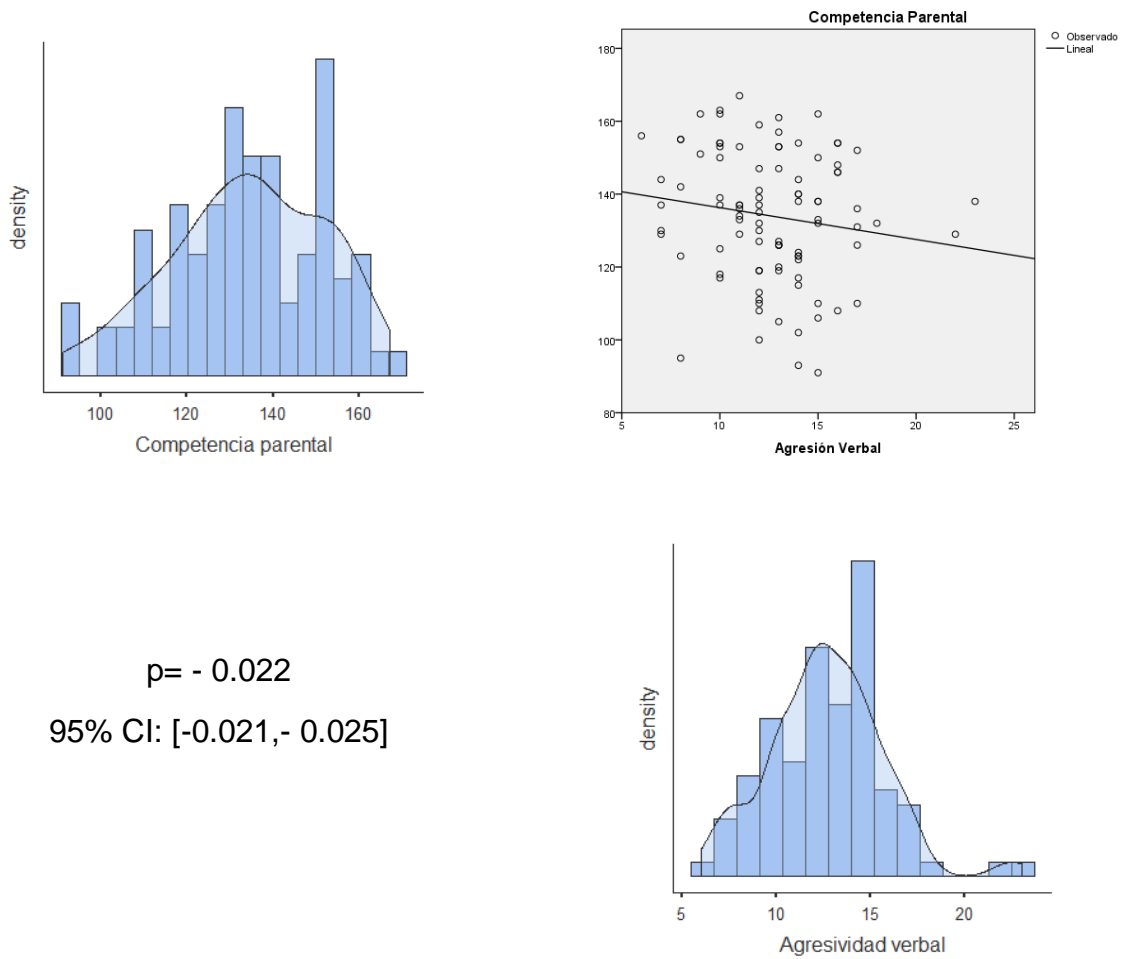 density
100 120 140 160
Competencia parental
Competencia Parental
Observado
Lineal
180
160
140
120
100
80
5 10 15 20 25
Agresión Verbal
p= - 0.022
95% CI: [-0.021,- 0.025]
density
5 10 15 20
Agresividad verbal